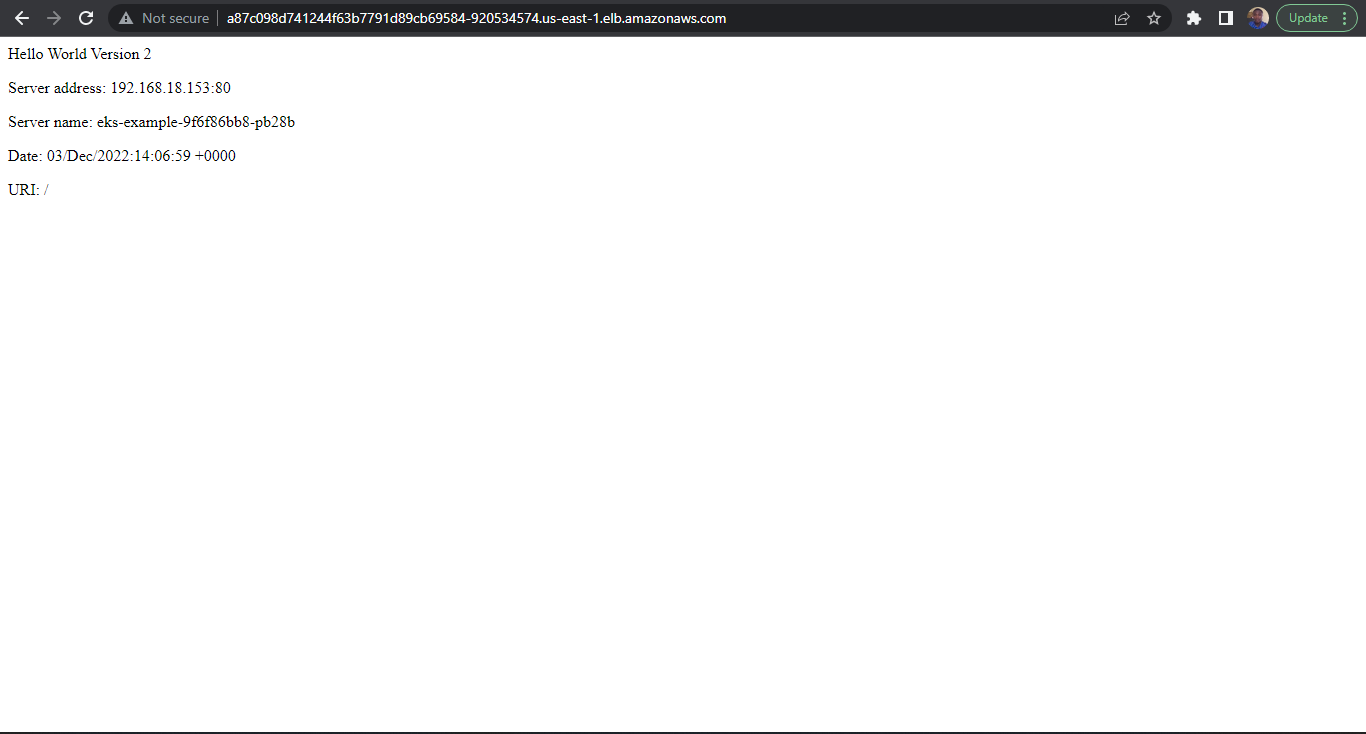 Not secure
a87c098d741244f63b7791d89cb69584-920534574.us-east-1.elb.amazonaws.com
Update
Hello World Version 2
Server address: 192.168.18.153:80
Server name: eks-example-9f6f86bb8-pb28b
Date: 03/Dec/2022:14:06:59 +0000
URI: /